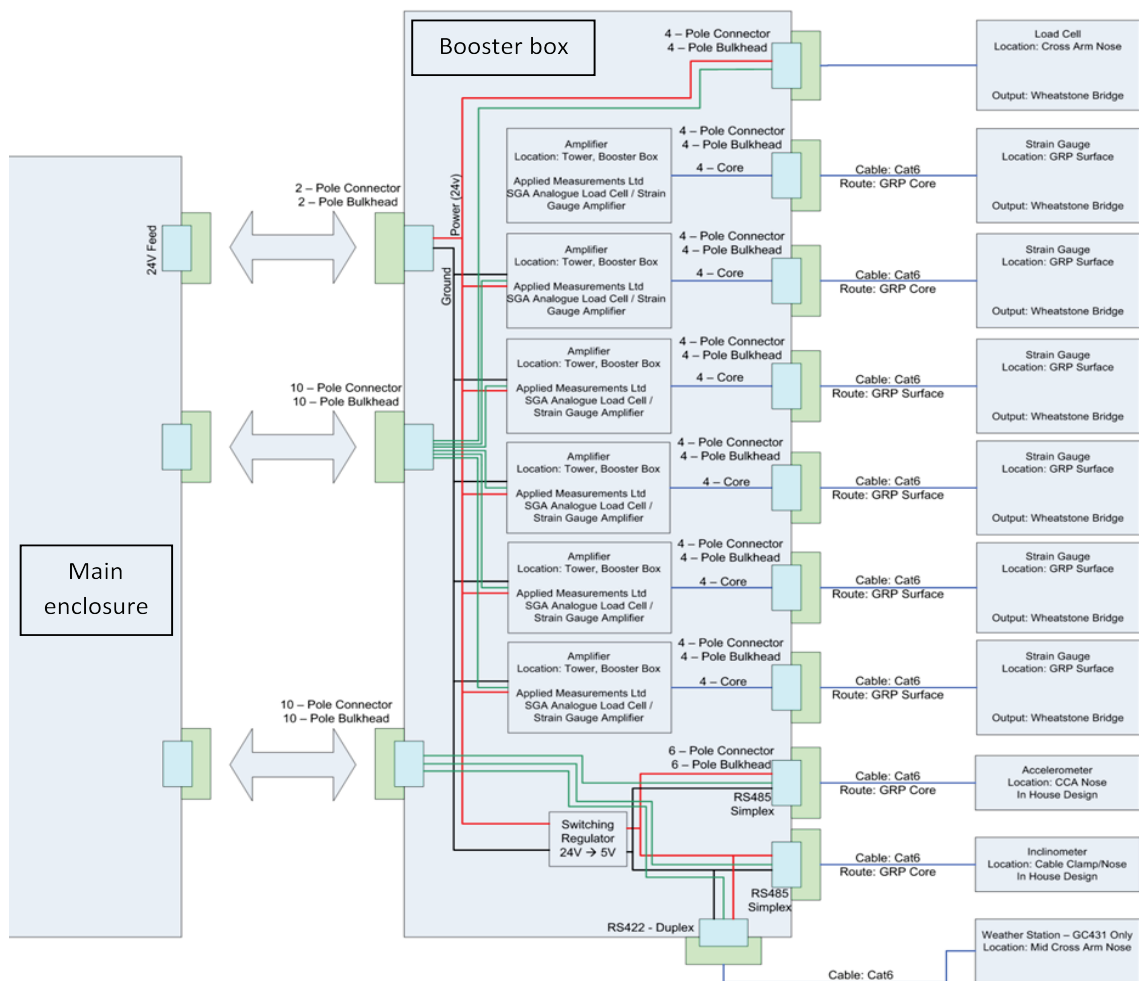 Booster box
4 – Pole Connector
4 – Pole Bulkhead
Load Cell
Location: Cross Arm Nose
Output: Wheatstone Bridge
Amplifier
Location: Tower, Booster Box
Applied Measurements Ltd
SGA Analogue Load Cell / Strain
Gauge Amplifier
4 – Pole Connector
4 – Pole Bulkhead
4 – Core
Cable: Cat6
Route: GRP Core
Strain Gauge
Location: GRP Surface
Output: Wheatstone Bridge
2 – Pole Connector
2 – Pole Bulkhead
24V Feed
Power (24v)
Ground
Amplifier
Location: Tower, Booster Box
Applied Measurements Ltd
SGA Analogue Load Cell / Strain
Gauge Amplifier
4 – Pole Connector
4 – Pole Bulkhead
4 – Core
Cable: Cat6
Route: GRP Core
Strain Gauge
Location: GRP Surface
Output: Wheatstone Bridge
Amplifier
Location: Tower, Booster Box
Applied Measurements Ltd
SGA Analogue Load Cell /
Strain Gauge Amplifier
4 – Pole Connector
4 – Pole Bulkhead
4 – Core
Cable: Cat6
Route: GRP Surface
Strain Gauge
Location: GRP Surface
Output: Wheatstone Bridge
10 – Pole Connector
10 – Pole Bulkhead
Amplifier
Location: Tower, Booster Box
Applied Measurements Ltd
SGA Analogue Load Cell /
Strain Gauge Amplifier
4 – Pole Connector
4 – Pole Bulkhead
4 – Core
Cable: Cat6
Route: GRP Surface
Strain Gauge
Location: GRP Surface
Output: Wheatstone Bridge
Main
enclosure
Amplifier
Location: Tower, Booster Box
Applied Measurements Ltd
SGA Analogue Load Cell /
Strain Gauge Amplifier
4 – Pole Connector
4 – Pole Bulkhead
4 – Core
Cable: Cat6
Route: GRP Surface
Strain Gauge
Location: GRP Surface
Output: Wheatstone Bridge
Amplifier
Location: Tower, Booster Box
Applied Measurements Ltd
SGA Analogue Load Cell /
Strain Gauge Amplifier
4 – Pole Connector
4 – Pole Bulkhead
4 – Core
Cable: Cat6
Route: GRP Surface
Strain Gauge
Location: GRP Surface
Output: Wheatstone Bridge
10 – Pole Connector
10 – Pole Bulkhead
6 – Pole Connector
6 – Pole Bulkhead
RS485
Simplex
Cable: Cat6
Route: GRP Core
Accelerometer
Location: CCA Nose
In House Design
Switching
Regulator
24V → 5V
RS485
Simplex
Cable: Cat6
Route: GRP Core
Inclinometer
Location: Cable Clamp/Nose
In House Design
RS422 - Duplex
Cable: Cat6
Weather Station – GC431 Only
Location: Mid Cross Arm Nose